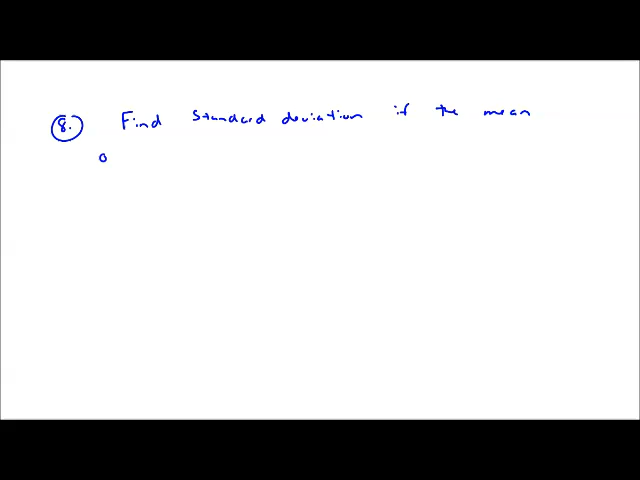 8. Find Standard deviation if the mean
o